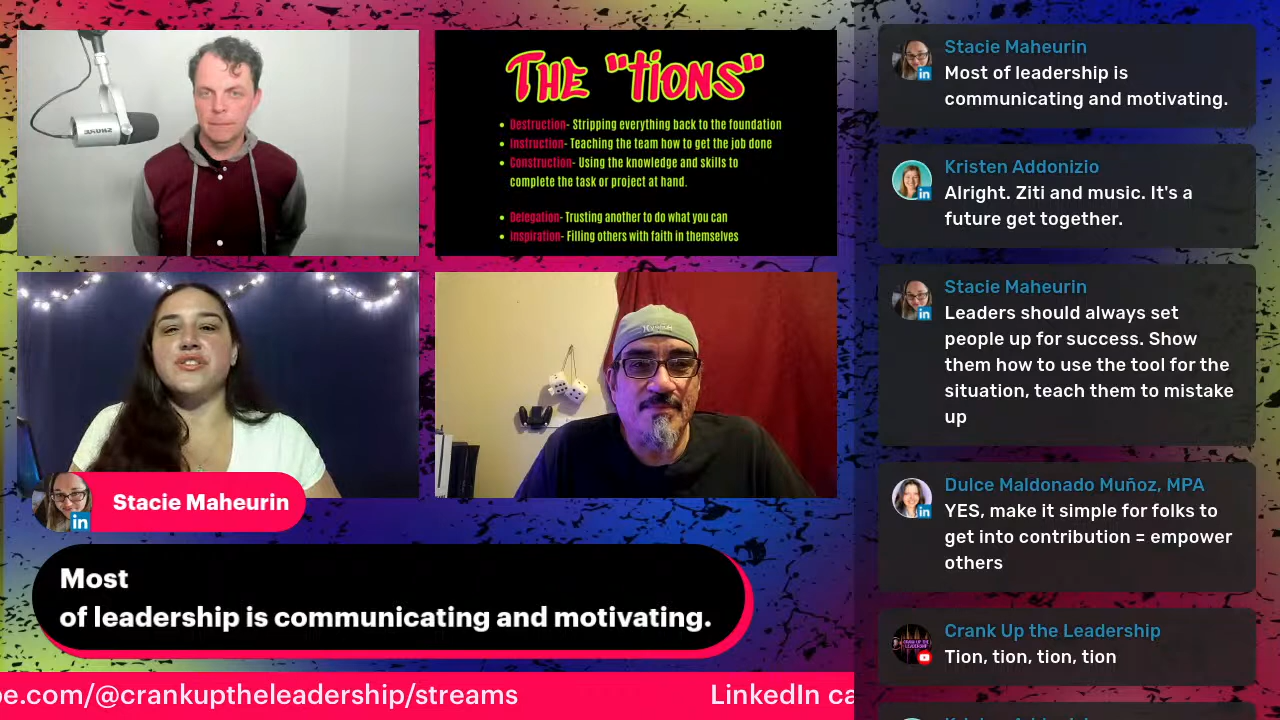 THE "TIONS"
• Destruction- Stripping everything back to the foundation
• Instruction- Teaching the team how to get the job done
• Construction- Using the knowledge and skills to
complete the task or project at hand.
• Delegation- Trusting another to do what you can
• Inspiration- Filling others with faith in themselves
Stacie Maheurin
Most
of leadership is communicating and motivating.
be.com/@crankuptheleadership/streams
LinkedIn ca
Stacie Maheurin
Most of leadership is
communicating and motivating.
Kristen Addonizio
Alright. Ziti and music. It's a
future get together.
Stacie Maheurin
Leaders should always set
people up for success. Show
them how to use the tool for the
situation, teach them to mistake
up
Dulce Maldonado Muñoz, MPA
YES, make it simple for folks to
get into contribution = empower
others
Crank Up the Leadership
Tion, tion, tion, tion